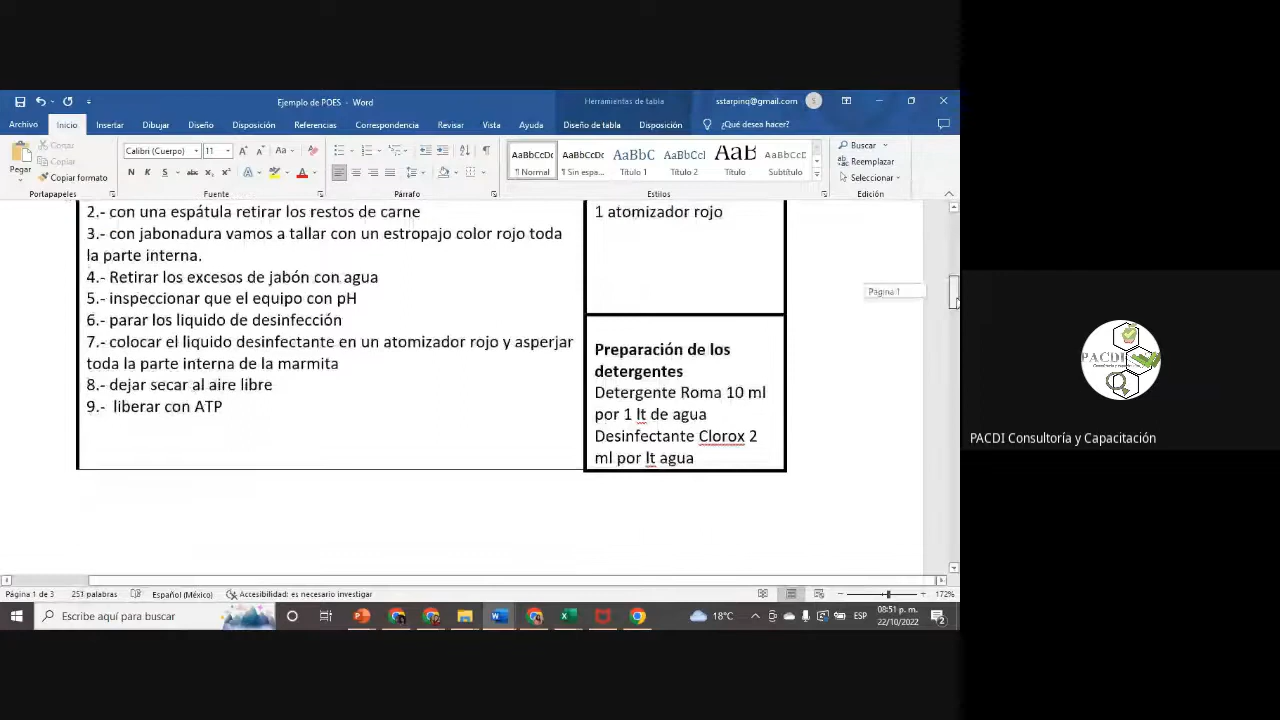 Ejemplo de POES - Word
Herramientas de tabla
sstarpinq@gmail.com
S
Archivo
Inicio
Insertar
Dibujar
Diseño
Disposición
Referencias
Correspondencia
Revisar
Vista
Ayuda
Diseño de tabla
Disposición
¿Qué desea hacer?
Pegar
Cortar
Copiar
Copiar formato
Portapapeles
Calibri (Cuerpo)
11
Fuente
Párrafo
AaBbCcDc
¶ Normal
AaBbCcDc
¶ Sin espa...
AaBbC
Título 1
AaBbCcI
Título 2
AaB
Título
AaBbCcD
Subtítulo
Estilos
Buscar
Reemplazar
Seleccionar
Edición
2.- con una espátula retirar los restos de carne
3.- con jabonadura vamos a tallar con un estropajo color rojo toda
la parte interna.
4.- Retirar los excesos de jabón con agua
5.- inspeccionar que el equipo con pH
6.- parar los liquido de desinfección
7.- colocar el liquido desinfectante en un atomizador rojo y asperjar
toda la parte interna de la marmita
8.- dejar secar al aire libre
9.- liberar con ATP
1 atomizador rojo
Preparación de los
detergentes
Detergente Roma 10 ml
por 1 lt de agua
Desinfectante Clorox 2
ml por lt agua
Página 1
PACDI
PACDI Consultoría y Capacitación
Página 1 de 3
251 palabras
Español (México)
Accesibilidad: es necesario investigar
172%
Escribe aquí para buscar
18°C
ESP
08:51 p. m.
22/10/2022
2